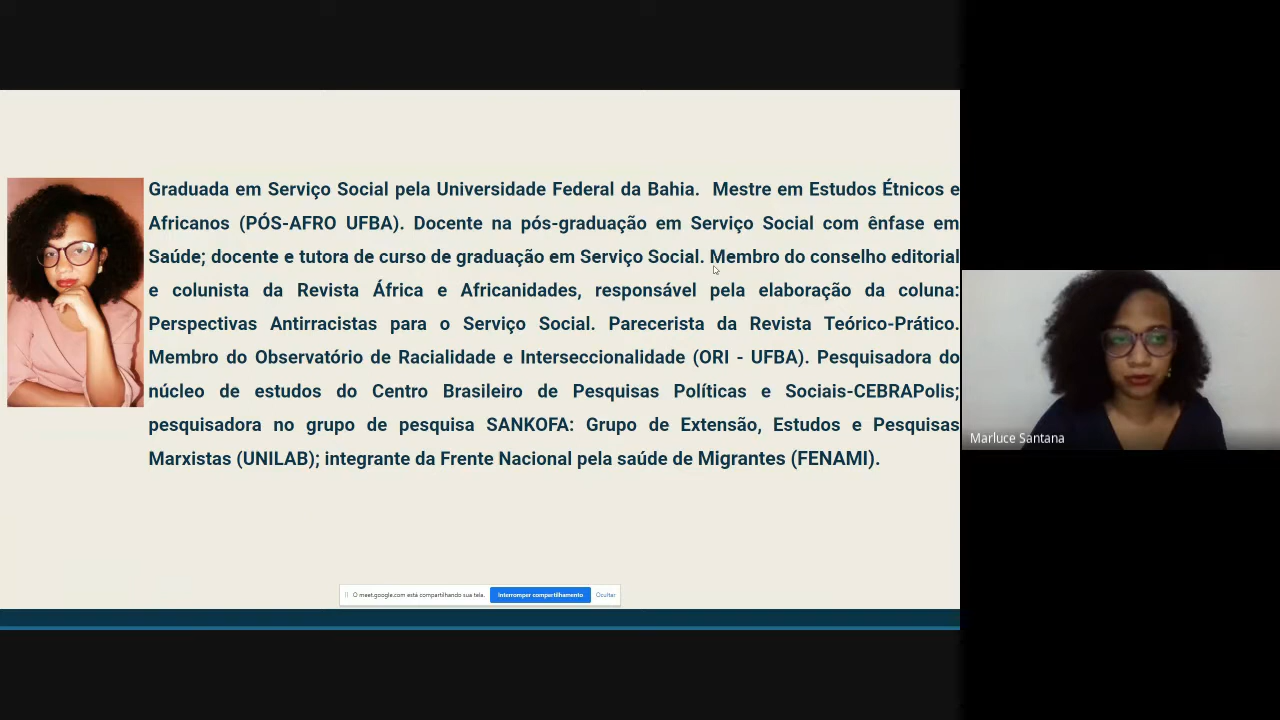 Graduada em Serviço Social pela Universidade Federal da Bahia. Mestre em Estudos Étnicos e
Africanos (PÓS-AFRO UFBA). Docente na pós-graduação em Serviço Social com ênfase em
Saúde; docente e tutora de curso de graduação em Serviço Social. Membro do conselho editorial
e colunista da Revista África e Africanidades, responsável pela elaboração da coluna:
Perspectivas Antirracistas para o Serviço Social. Parecerista da Revista Teórico-Prático.
Membro do Observatório de Racialidade e Interseccionalidade (ORI - UFBA). Pesquisadora do
núcleo de estudos do Centro Brasileiro de Pesquisas Políticas e Sociais-CEBRAPolis;
pesquisadora no grupo de pesquisa SANKOFA: Grupo de Extensão, Estudos e Pesquisas
Marxistas (UNILAB); integrante da Frente Nacional pela saúde de Migrantes (FENAMI).
Marluce Santana
O meet.google.com está compartilhando sua tela. Interromper compartilhamento Ocultar